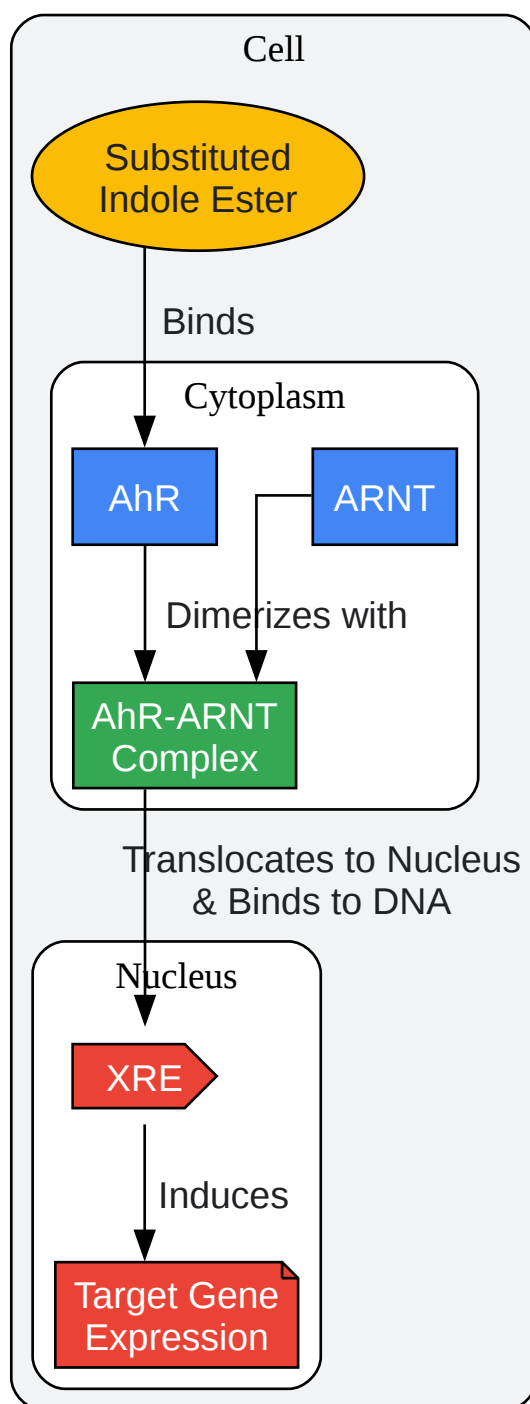 Cell
Substituted
Indole Ester
Binds
Cytoplasm
AhR
ARNT
Dimerizes with
AhR-ARNT
Complex
Translocates to Nucleus
& Binds to DNA
Nucleus
XRE
Induces
Target Gene
Expression